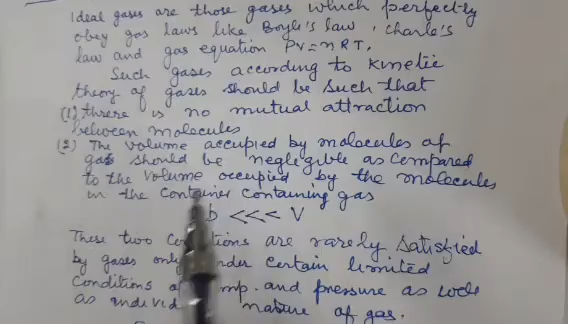 Ideal gases are those gases which perfectly
obey gas laws like Boyle's law, Charle's
law and gas equation PV=nRT.
Such gases according to Kinetic
theory of gases should be such that
(1) there is no mutual attraction
between molecules
(2) The volume occupied by molecules of
gas should be negligible as compared
to the volume occupied by the molecules
in the container containing gas
b <<< V
These two are rarely satisfied
by gases only under certain limited
conditions of and pressure as well
as nature of gas.